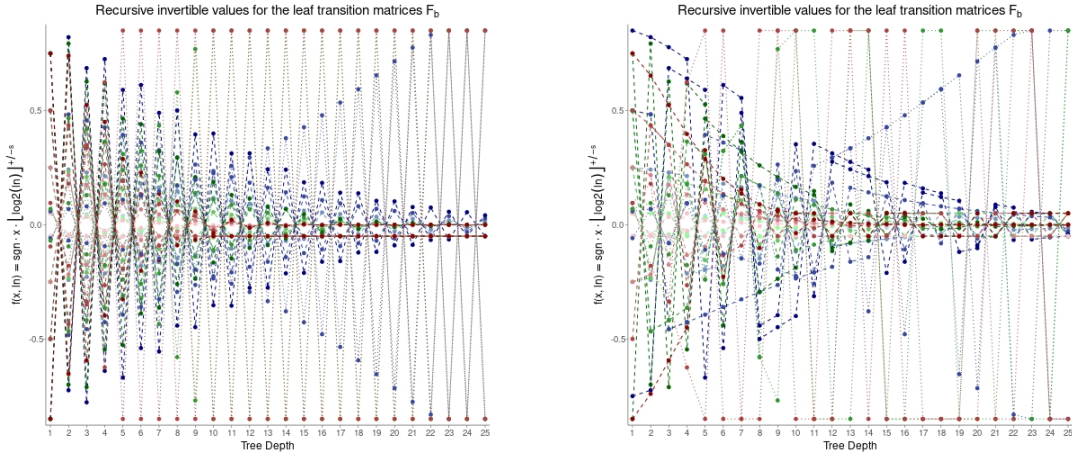 Recursive invertible values for the leaf transition matrices F_b
f(x, ln) = sgn · x · ⌊log2(ln)⌋^+/−s
0.5
0.0
-0.5
1 2 3 4 5 6 7 8 9 10 11 12 13 14 15 16 17 18 19 20 21 22 23 24 25
Tree Depth
Recursive invertible values for the leaf transition matrices F_b
f(x, ln) = sgn · x · ⌊log2(ln)⌋^+/−s
0.5
0.0
-0.5
1 2 3 4 5 6 7 8 9 10 11 12 13 14 15 16 17 18 19 20 21 22 23 24 25
Tree Depth